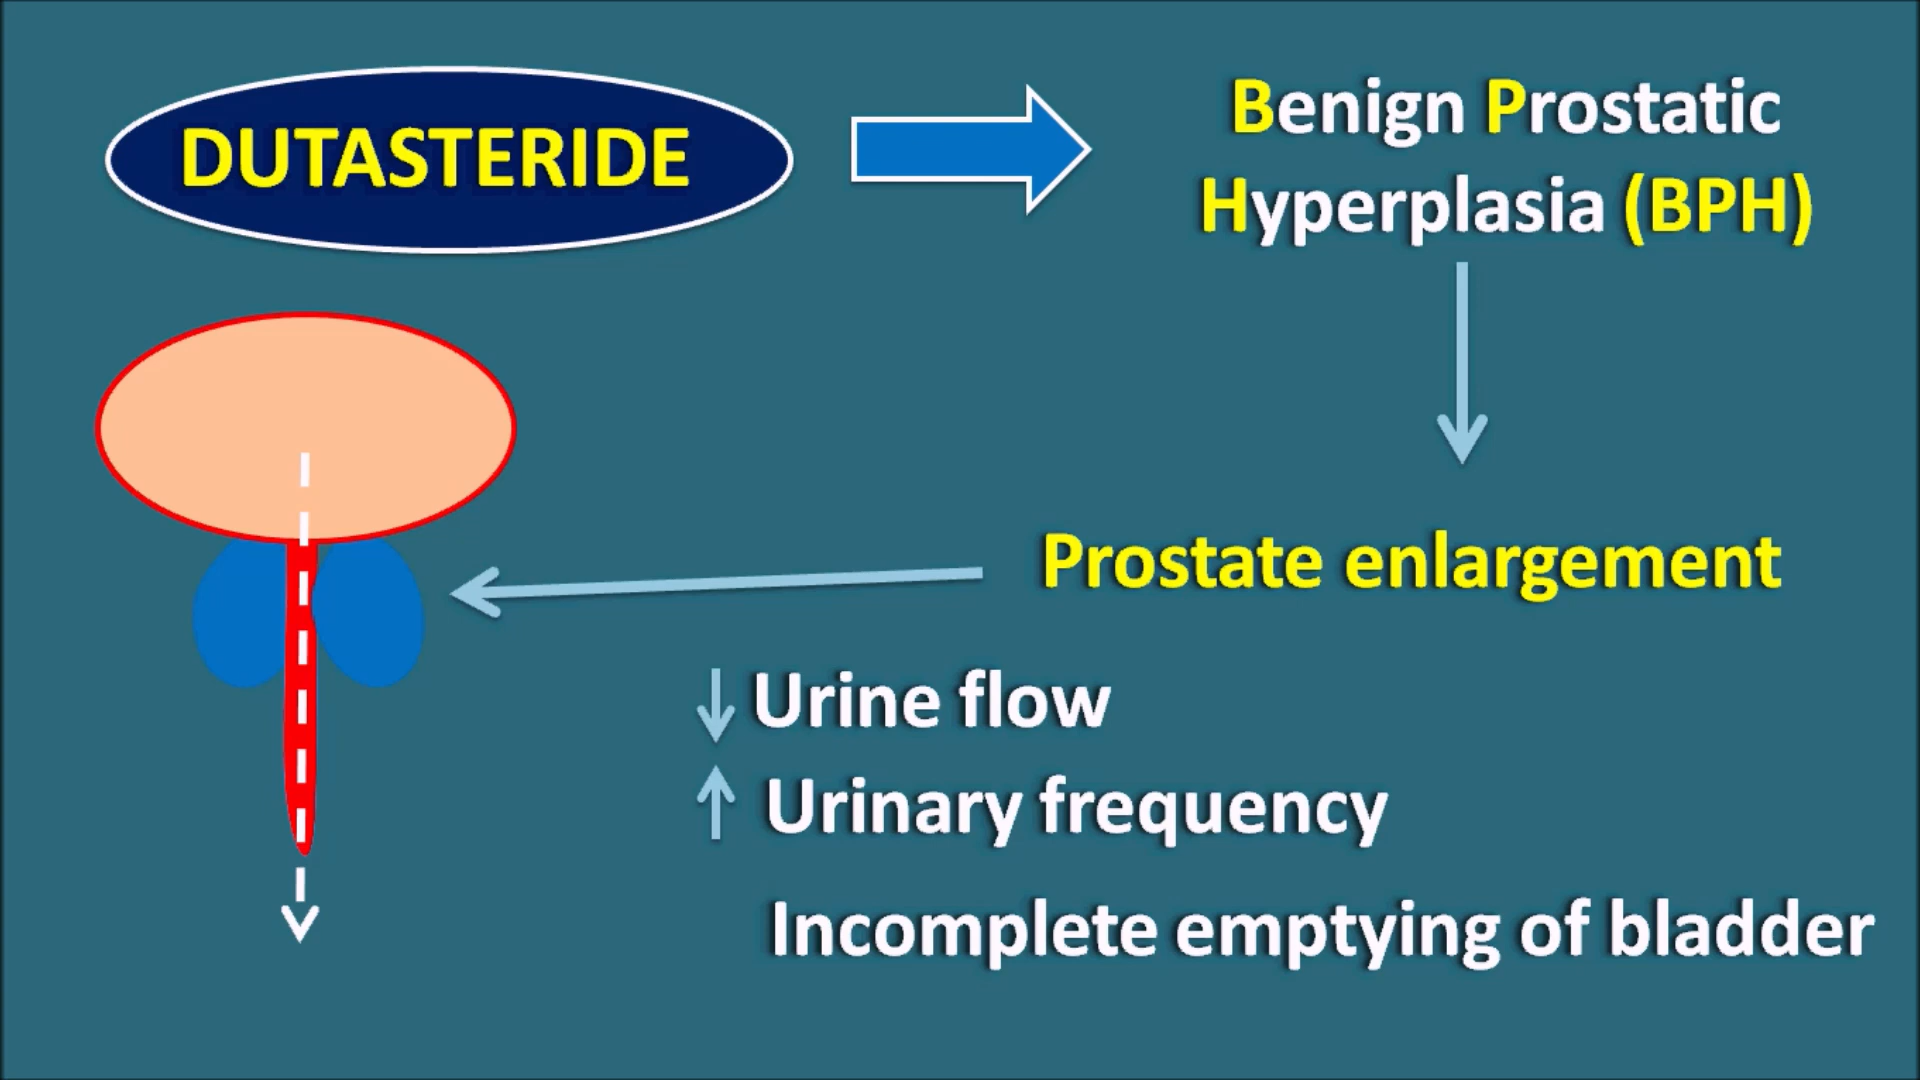 DUTASTERIDE
Benign Prostatic
Hyperplasia (BPH)
Prostate enlargement
Urine flow
Urinary frequency
Incomplete emptying of bladder